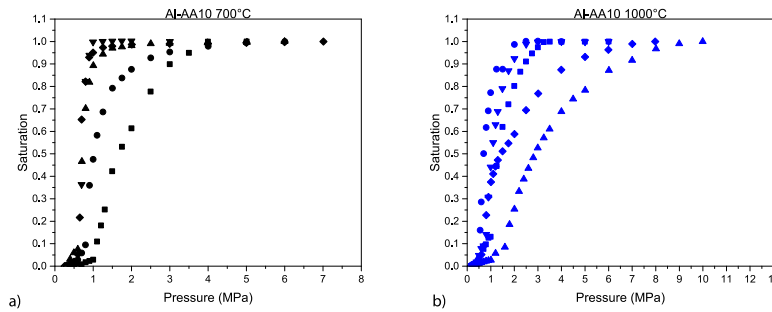 Al-AA10 700°C
1.1
1.0
0.9
0.8
0.7
0.6
0.5
0.4
0.3
0.2
0.1
0.0
Saturation
0 1 2 3 4 5 6 7 8
Pressure (MPa)
a)
Al-AA10 1000°C
1.1
1.0
0.9
0.8
0.7
0.6
0.5
0.4
0.3
0.2
0.1
0.0
Saturation
0 1 2 3 4 5 6 7 8 9 10 11 12 13
Pressure (MPa)
b)